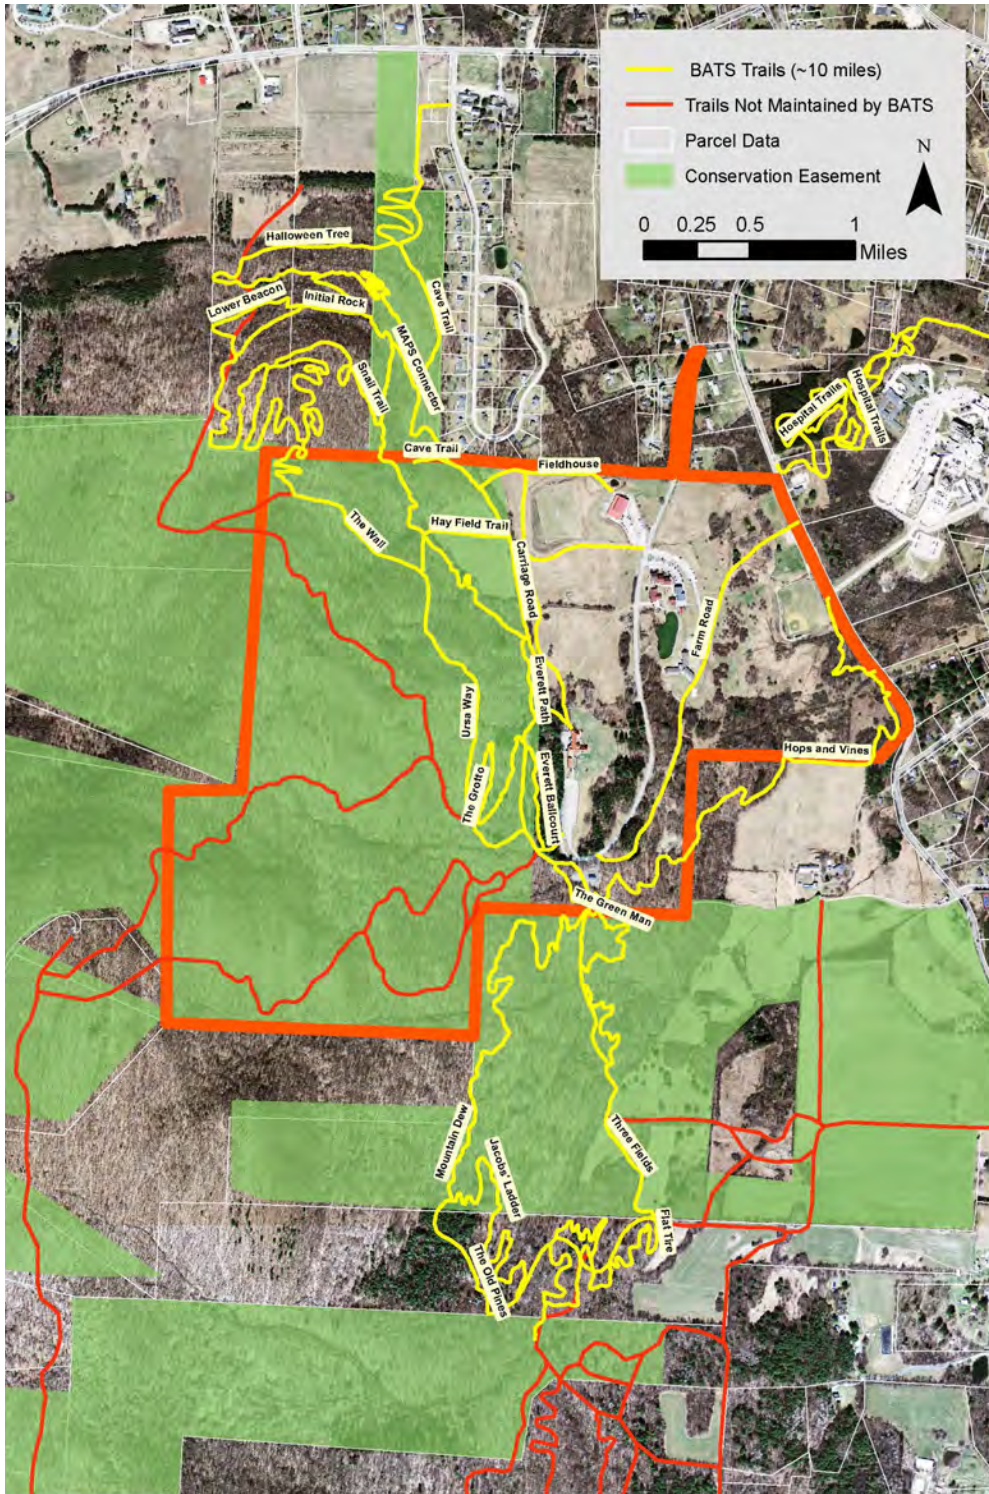 BATS Trails (~10 miles)
Trails Not Maintained by BATS
Parcel Data
Conservation Easement
N
0 0.25 0.5 1
Miles
Halloween Tree
Lower Beacon
Initial Rock
Cave Trail
MAPS Connector
Snail Trail
Hospital Trails
Hospital Trails
Cave Trail
Fieldhouse
The Wall
Hay Field Trail
Carriage Road
Farm Road
Everett Path
Ursa Way
Hops and Vines
The Grotto
Everett Ballcourt
The Green Man
Mountain Dew
Three Fields
Jacobs' Ladder
Flat Tire
The Old Pines